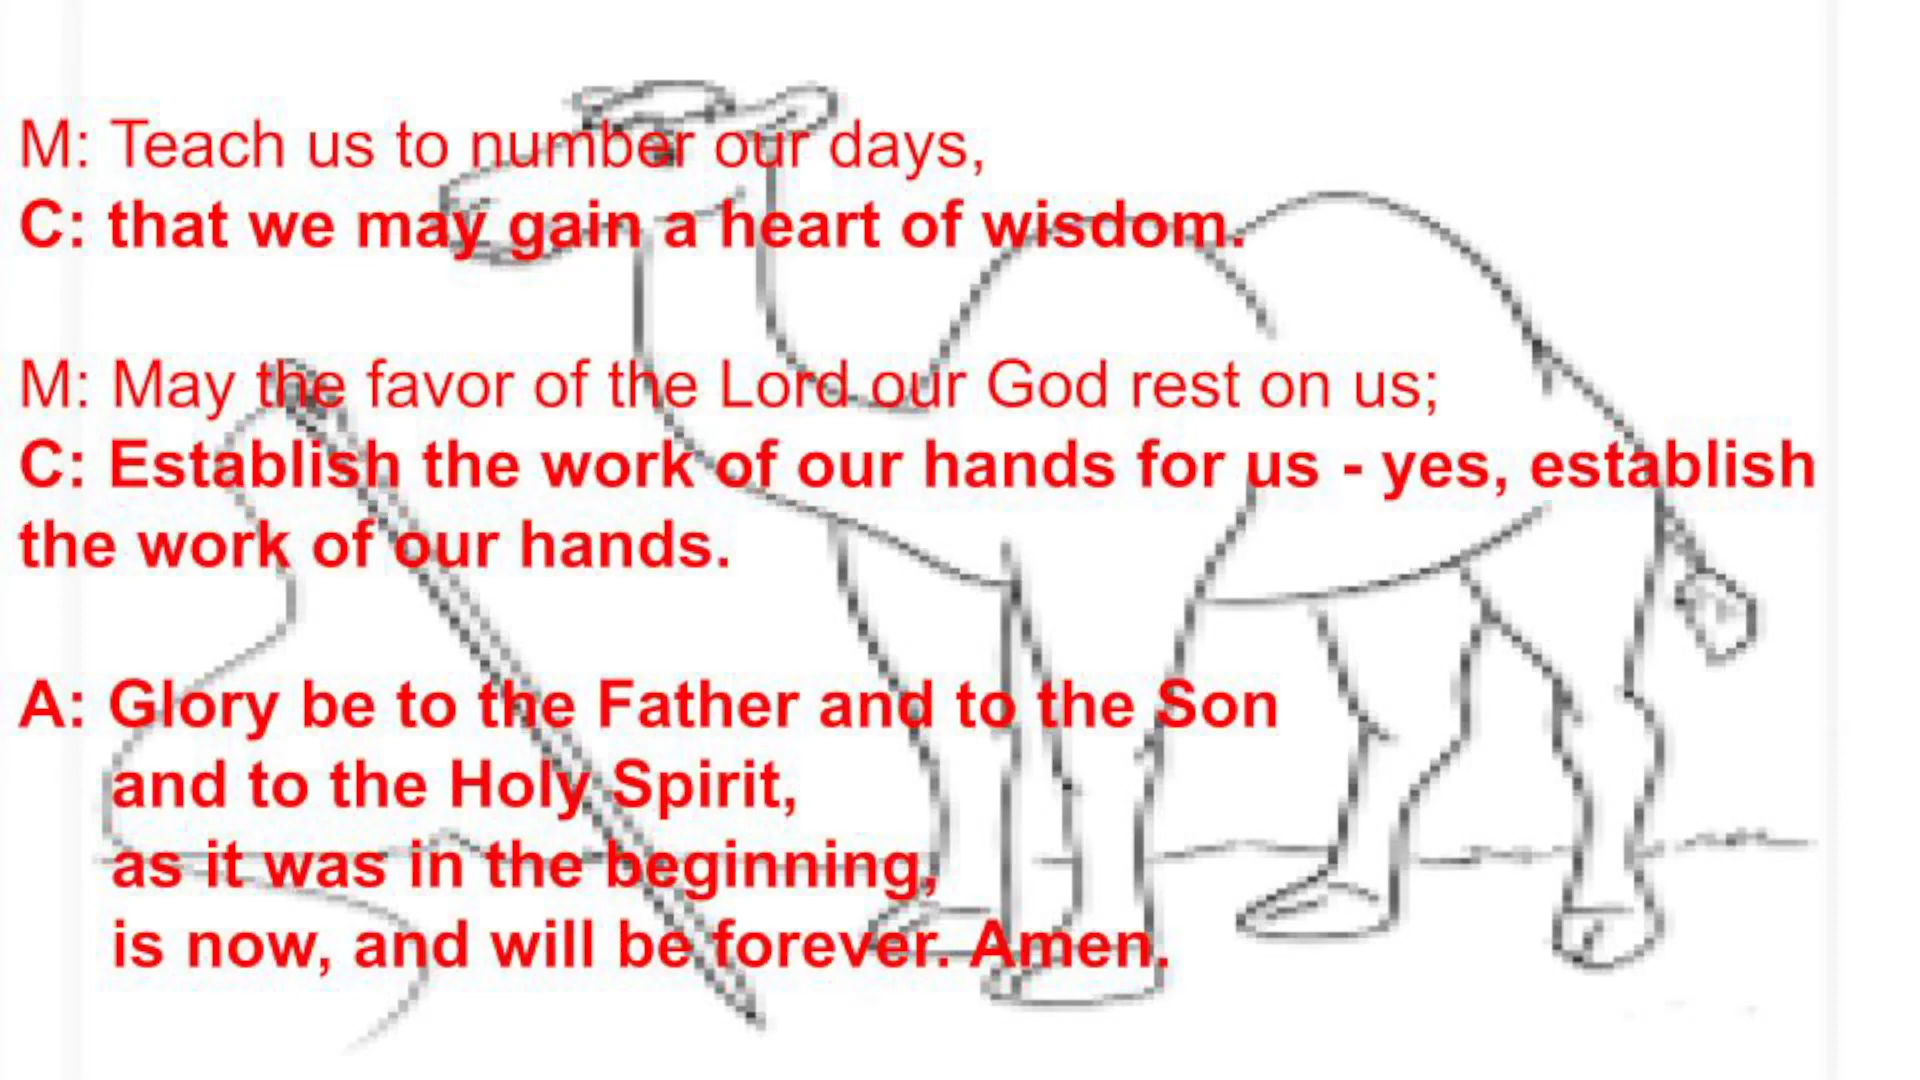 M: Teach us to number our days,
C: that we may gain a heart of wisdom.
M: May the favor of the Lord our God rest on us;
C: Establish the work of our hands for us - yes, establish
the work of our hands.
A: Glory be to the Father and to the Son
and to the Holy Spirit,
as it was in the beginning,
is now, and will be forever. Amen.